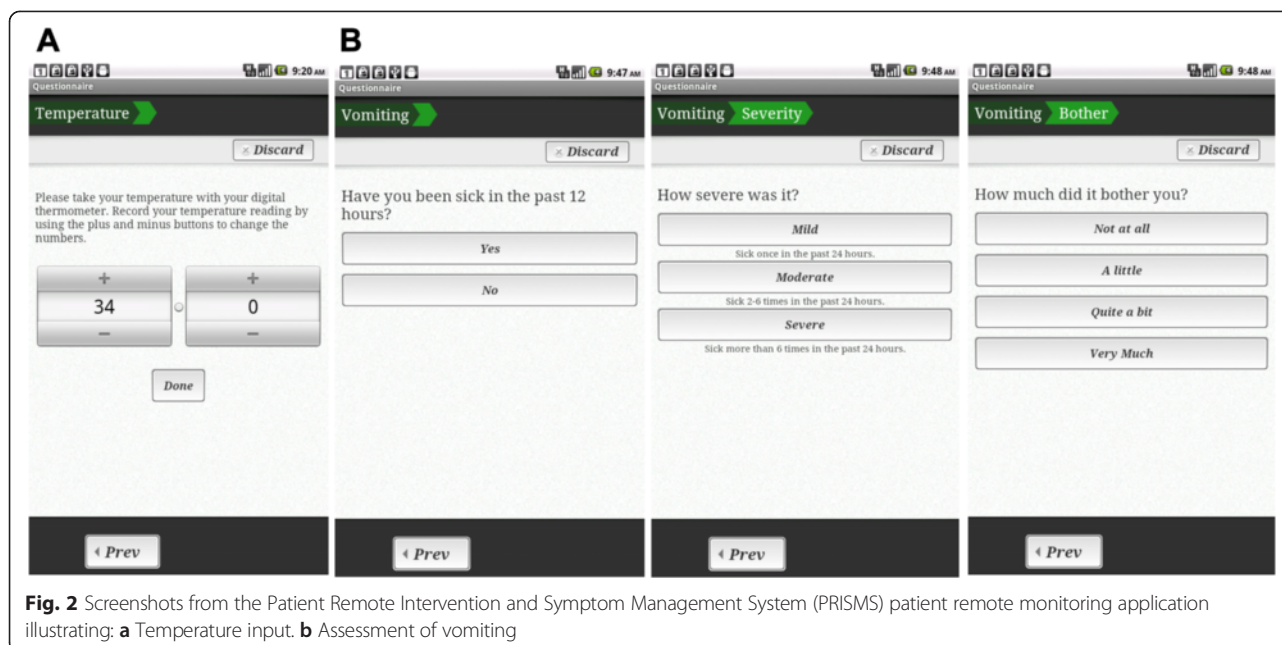 A
B
9:20 AM
Questionnaire
Temperature
Discard
Please take your temperature with your digital
thermometer. Record your temperature reading by
using the plus and minus buttons to change the
numbers.
+ +
34 0
− −
Done
Prev
1
9:47 AM
Questionnaire
Vomiting
Discard
Have you been sick in the past 12
hours?
Yes
No
Prev
1
9:48 AM
Questionnaire
Vomiting Severity
Discard
How severe was it?
Mild
Sick once in the past 24 hours.
Moderate
Sick 2-6 times in the past 24 hours.
Severe
Sick more than 6 times in the past 24 hours.
Prev
1
9:48 AM
Questionnaire
Vomiting Bother
Discard
How much did it bother you?
Not at all
A little
Quite a bit
Very Much
Prev
Fig. 2 Screenshots from the Patient Remote Intervention and Symptom Management System (PRISMS) patient remote monitoring application
illustrating: a Temperature input. b Assessment of vomiting